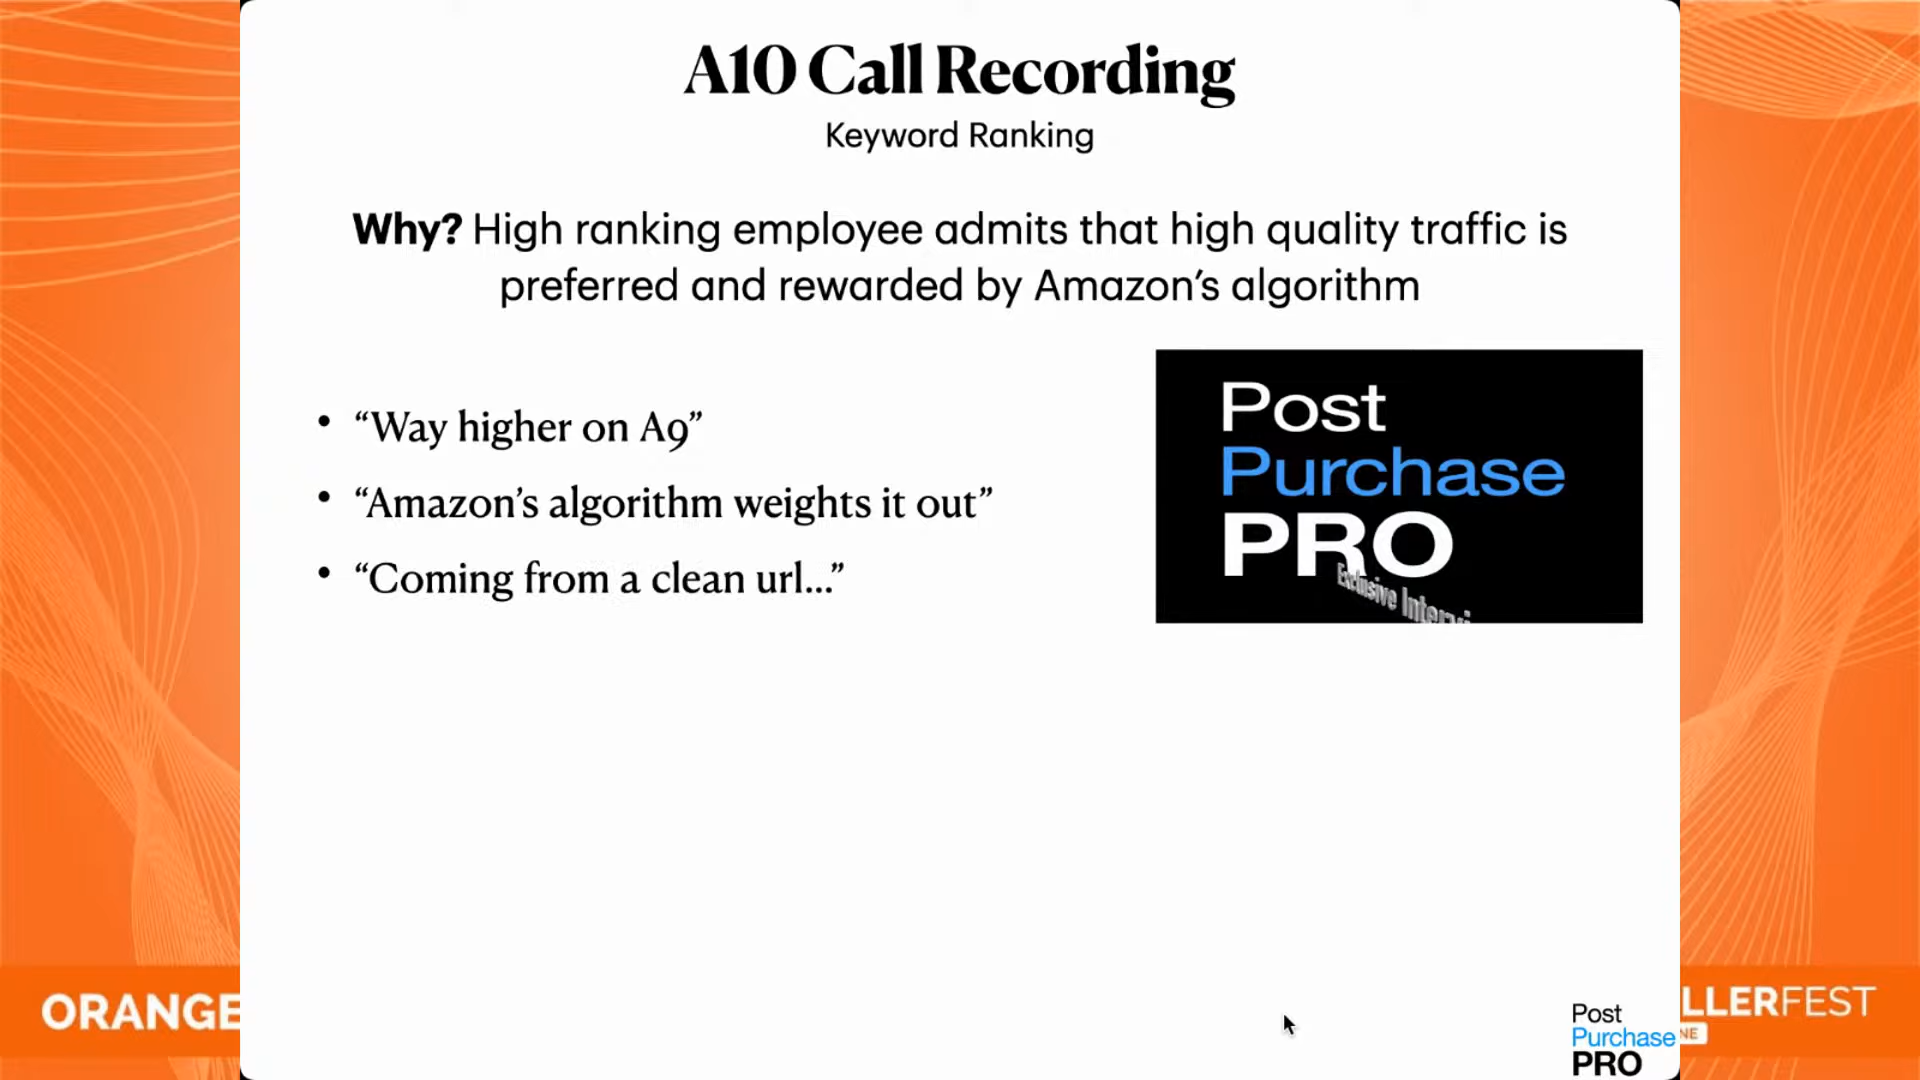 A10 Call Recording
Keyword Ranking
Why? High ranking employee admits that high quality traffic is
preferred and rewarded by Amazon's algorithm
• “Way higher on A9”
• “Amazon’s algorithm weights it out”
• “Coming from a clean url...”
Post
Purchase
PRO
Exclusive Intervi
ORANGE
LLERFEST
NE
Post
Purchase
PRO